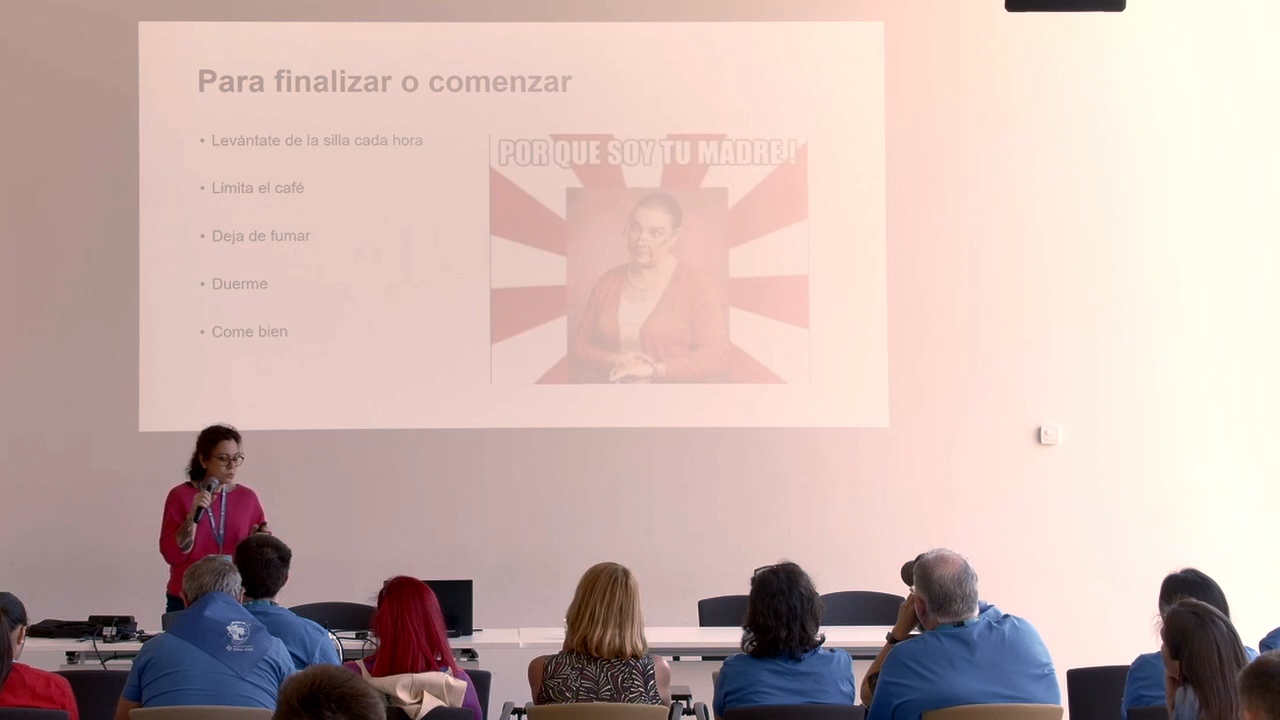 Para finalizar o comenzar
• Levántate de la silla cada hora
• Limita el café
• Deja de fumar
• Duerme
• Come bien
POR QUE SOY TU MADRE!